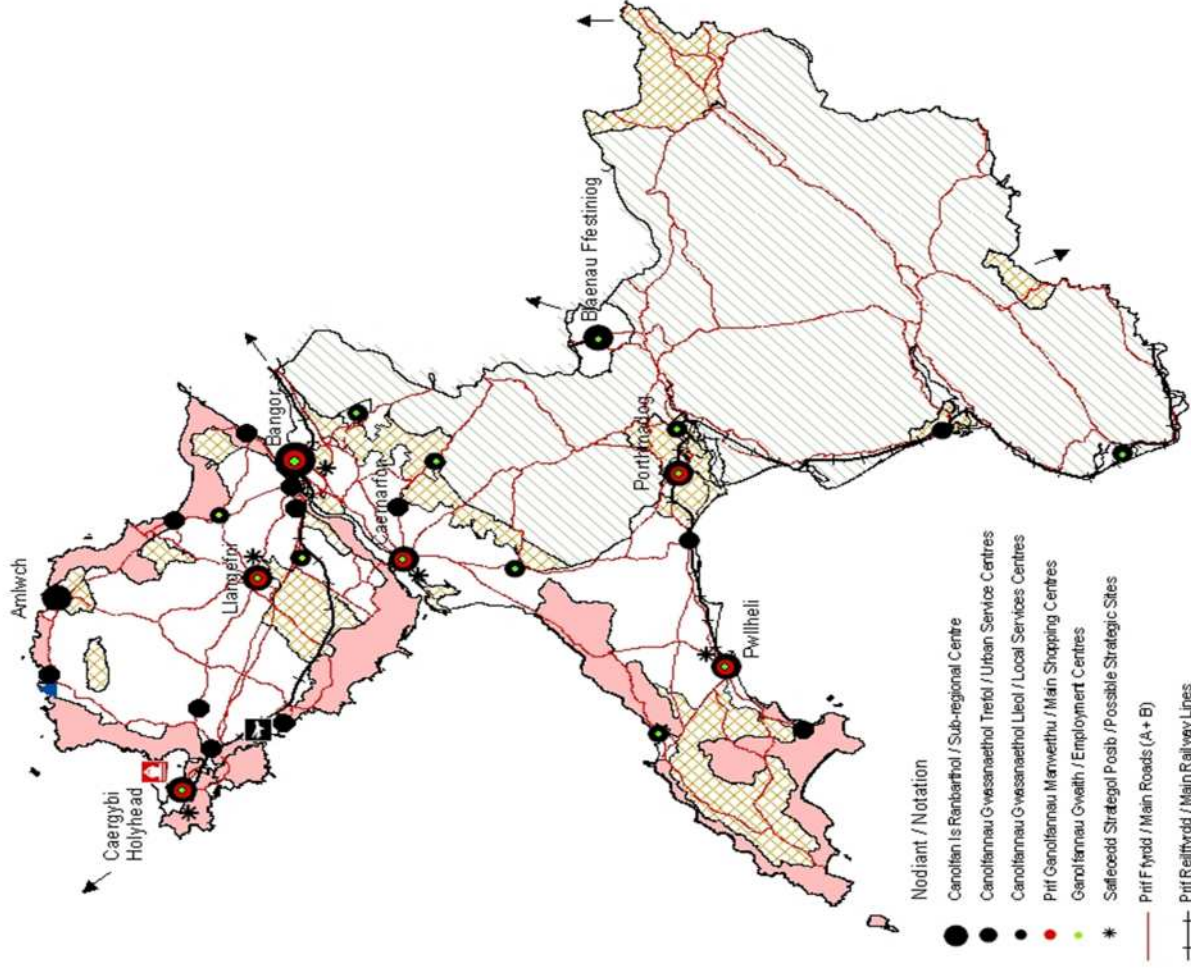 Amlwch
Caergybi
Holyhead
Llangefni
Bangor
Caernarfon
Blaenau Ffestiniog
Porthmadog
Pwllheli
Nodiant / Notation
Canolfan Is Ranbarthol / Sub-regional Centre
Canolfannau Gwasanaethol Trefol / Urban Service Centres
Canolfannau Gwasanaethol Lleol / Local Services Centres
Prif Ganolfannau Manwerthu / Main Shopping Centres
Ganolfannau Gwaith / Employment Centres
Safleoedd Strategol Posib / Possible Strategic Sites
Prif Ffyrdd / Main Roads (A + B)
Prif Reilffyrdd / Main Railway Lines